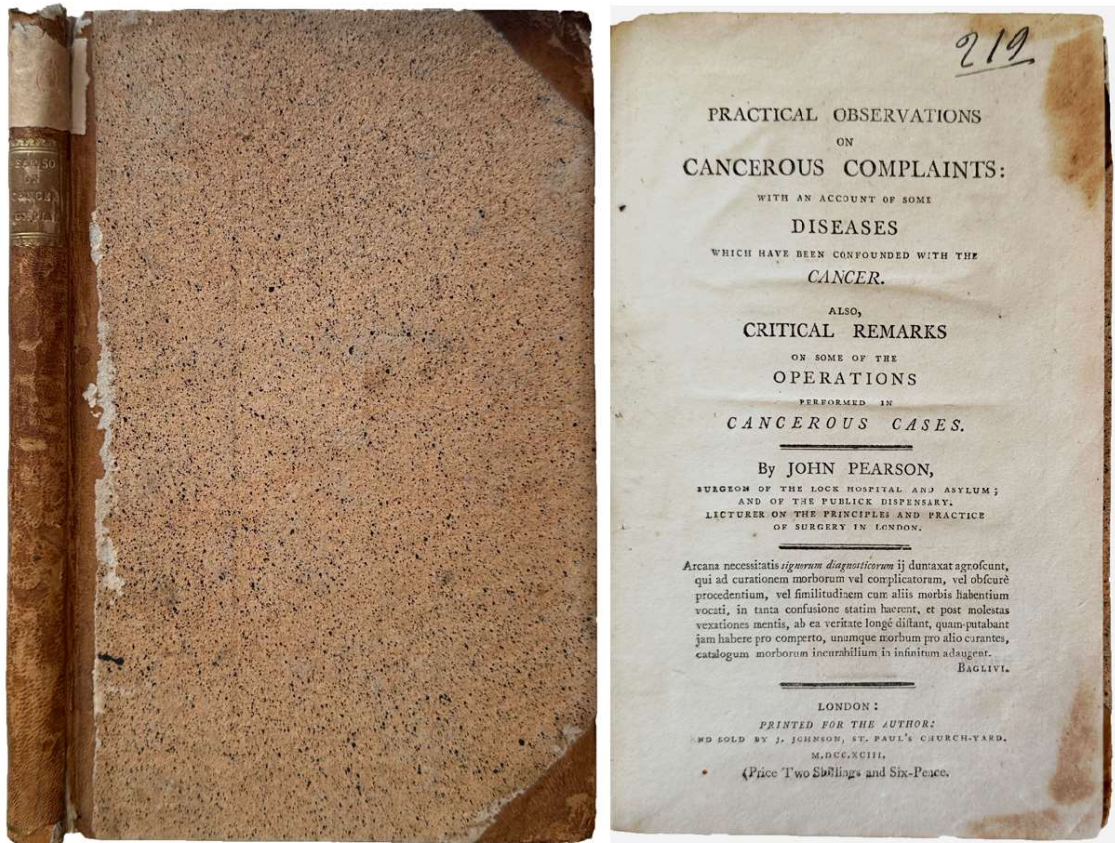 219
PRACTICAL OBSERVATIONS
ON
CANCEROUS COMPLAINTS:
WITH AN ACCOUNT OF SOME
DISEASES
WHICH HAVE BEEN CONFOUNDED WITH THE
CANCER.
ALSO,
CRITICAL REMARKS
ON SOME OF THE
OPERATIONS
PERFORMED IN
CANCEROUS CASES.
By JOHN PEARSON,
SURGEON OF THE LOCK HOSPITAL AND ASYLUM;
AND OF THE PUBLICK DISPENSARY.
LECTURER ON THE PRINCIPLES AND PRACTICE
OF SURGERY IN LONDON.
Arcana necessitatis signorum diagnosticorum ij duntaxat agnoſcunt,
qui ad curationem morborum vel complicatorum, vel obſcurè
procedentium, vel ſimilitudinem cum aliis morbis habentium
vocati, in tanta confusione statim haerent, et post molestas
vexationes mentis, ab ea veritate longé diſtant, quam putabant
jam habere pro comperto, unumque morbum pro alio curantes,
catalogum morborum incurabilium in infinitum adaugent.
BAGLIVI.
LONDON:
PRINTED FOR THE AUTHOR:
ND SOLD BY J. JOHNSON, ST. PAUL'S CHURCH-YARD.
M.DCC.XCIII.
(Price Two Shillings and Six-Pence.